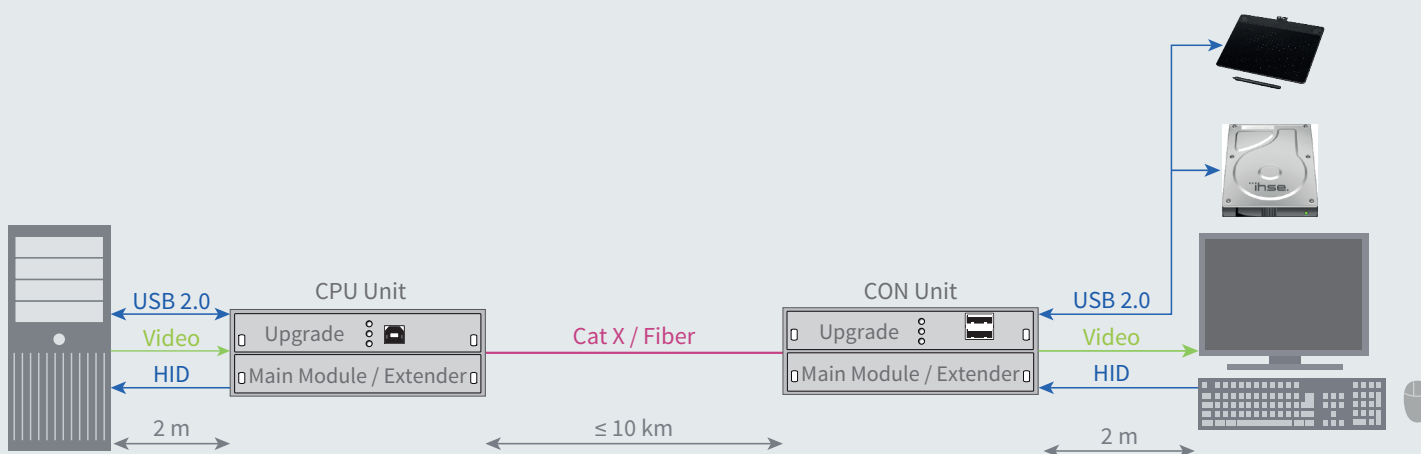 ihse.
CPU Unit
CON Unit
USB 2.0
USB 2.0
Upgrade
Cat X / Fiber
Upgrade
Video
Video
HID
Main Module / Extender
Main Module / Extender
HID
2 m
≤ 10 km
2 m